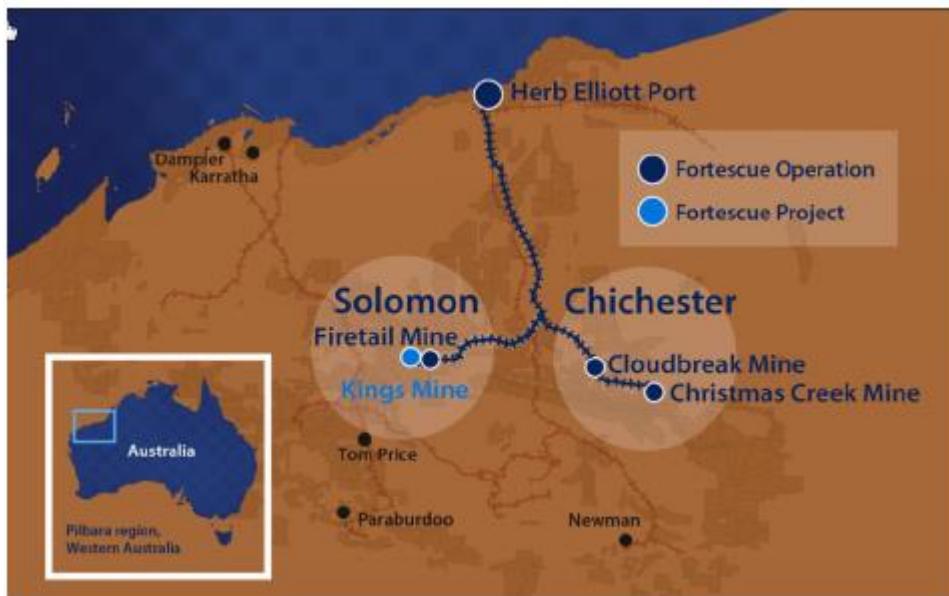 Herb Elliott Port
Dampier
Karratha
Fortescue Operation
Fortescue Project
Solomon
Chichester
Firetail Mine
Kings Mine
Cloudbreak Mine
Christmas Creek Mine
Tom Price
Paraburdoo
Newman
Australia
Pilbara region,
Western Australia